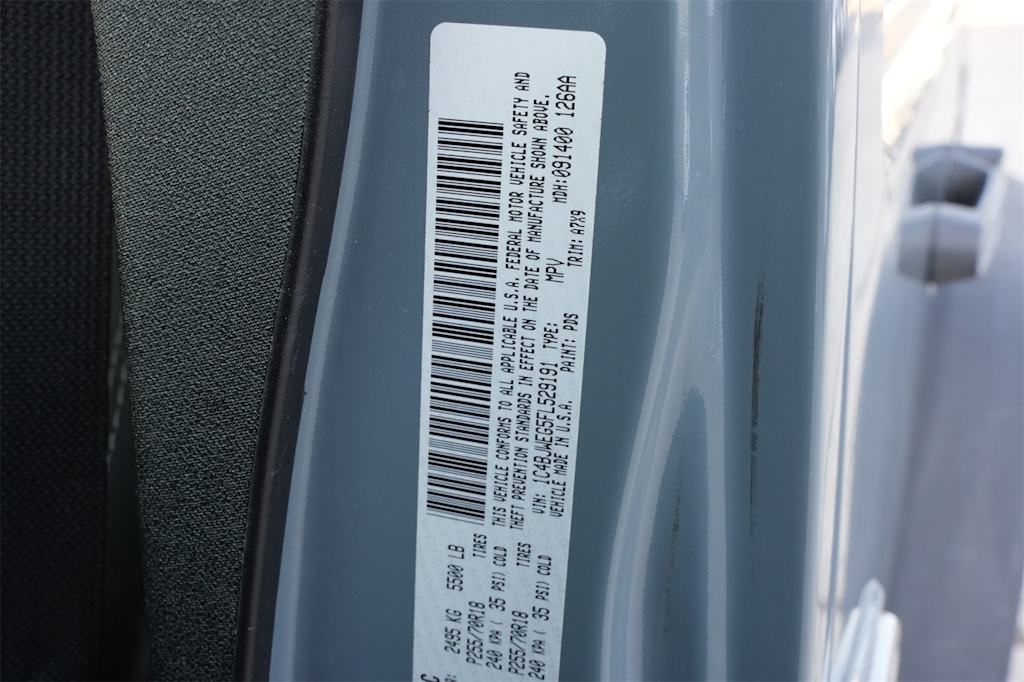 2495 KG 5500 LB
TIRES
P255/70R18
240 KPA ( 35 PSI) COLD
TIRES
P255/70R18
240 KPA ( 35 PSI) COLD
THIS VEHICLE CONFORMS TO ALL APPLICABLE U.S.A. FEDERAL MOTOR VEHICLE SAFETY AND
THEFT PREVENTION STANDARDS IN EFFECT ON THE DATE OF MANUFACTURE SHOWN ABOVE.
VIN: 1C4BJWEG5FL529191 TYPE: MPV MDH:091400 126AA
VEHICLE MADE IN U.S.A. PAINT: PDS TRIM: A7X9